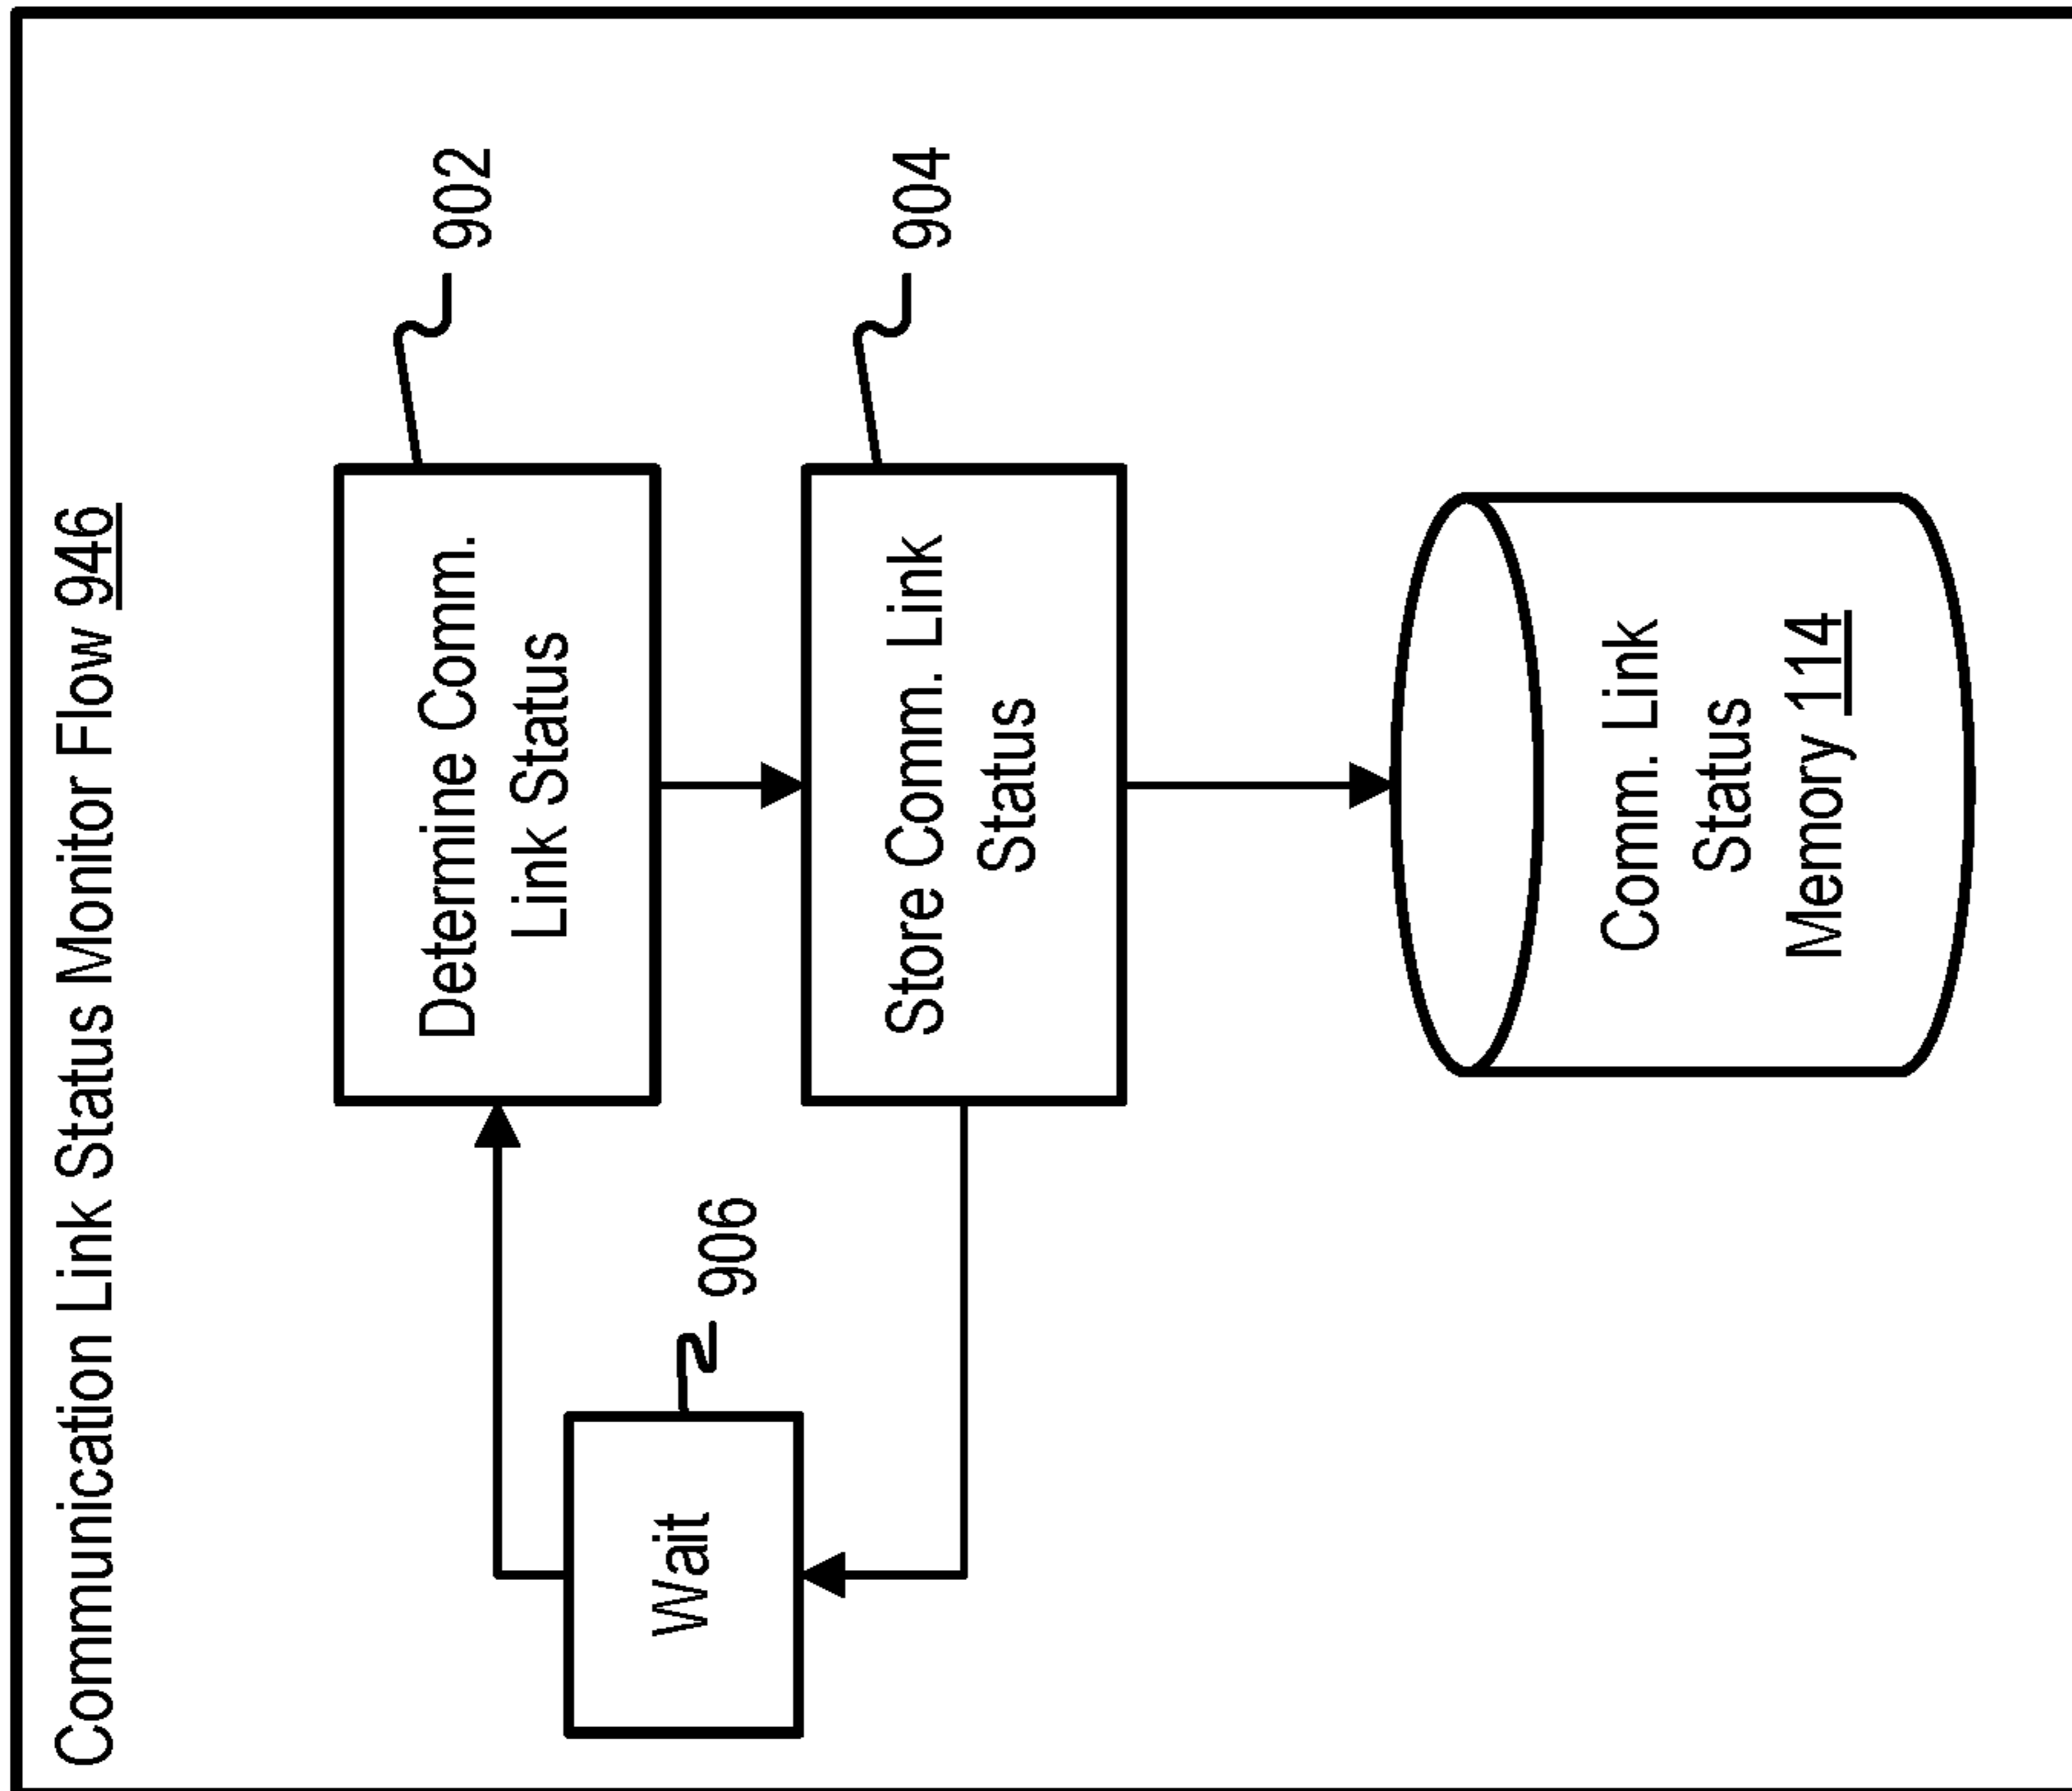 Communication Link Status Monitor Flow 946
902
Determine Comm.
Link Status
904
Store Comm. Link
Status
906
Wait
Comm. Link
Status
Memory 114